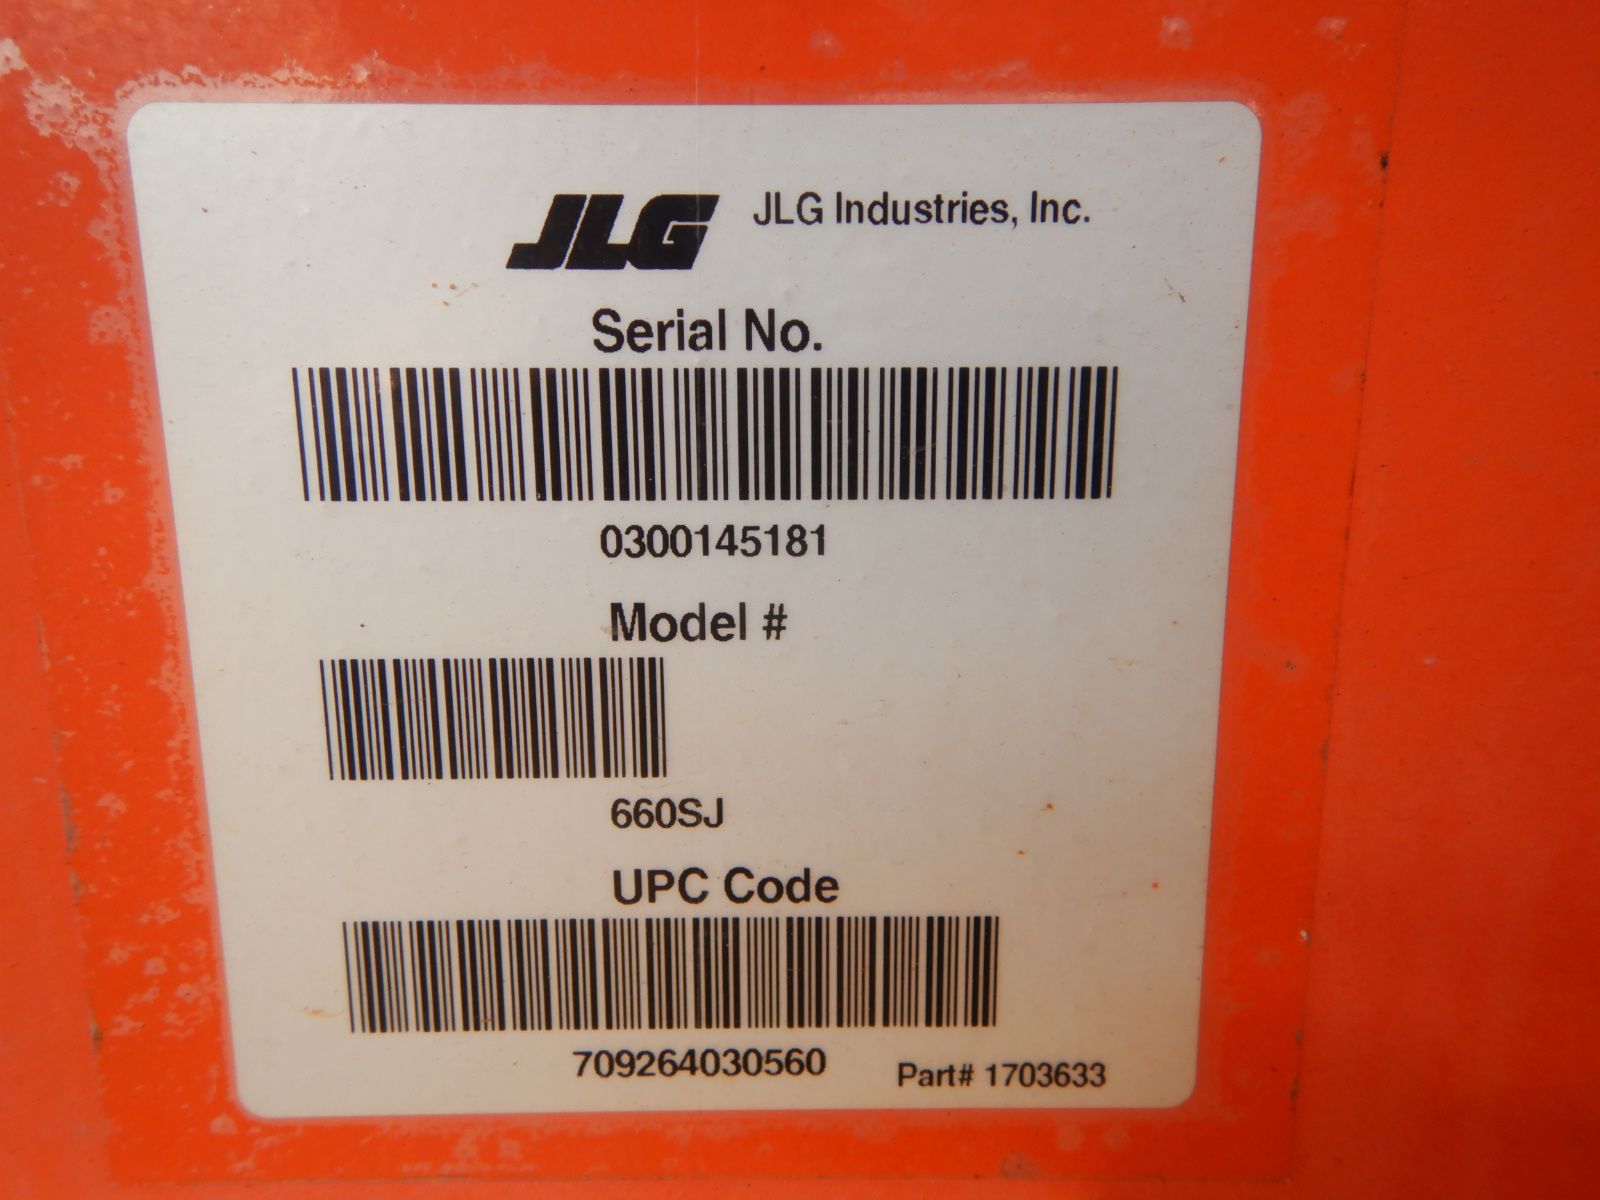 JLG JLG Industries, Inc.
Serial No.
0300145181
Model #
660SJ
UPC Code
709264030560 Part# 1703633